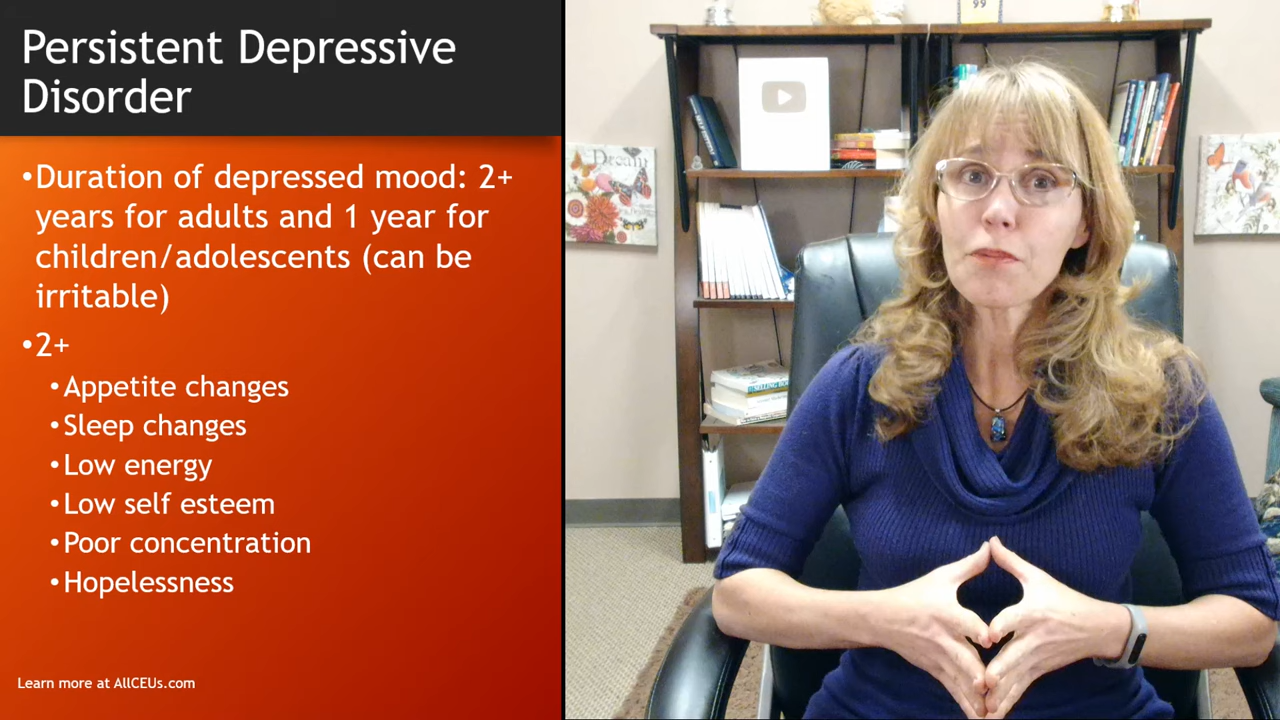 Persistent Depressive
Disorder
•Duration of depressed mood: 2+
years for adults and 1 year for
children/adolescents (can be
irritable)
•2+
•Appetite changes
•Sleep changes
•Low energy
•Low self esteem
•Poor concentration
•Hopelessness
Learn more at AllCEUs.com
99
Dream